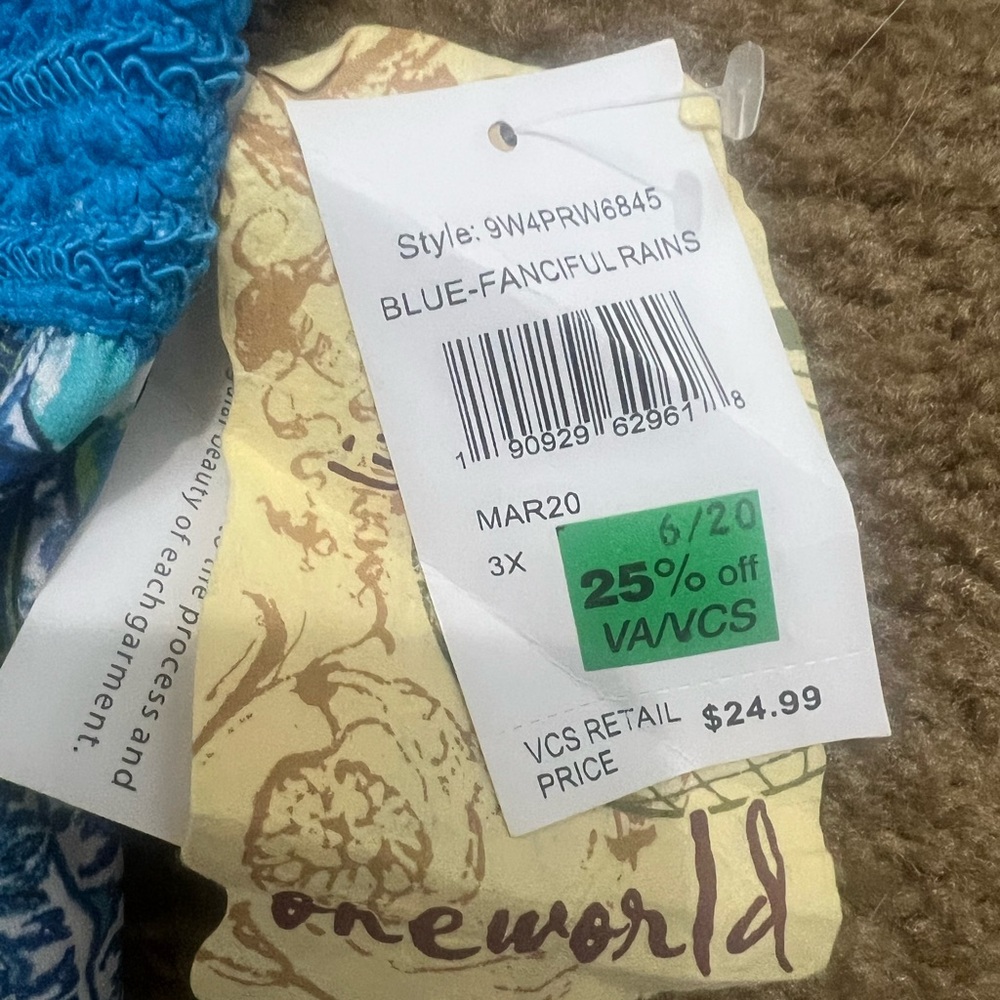 Style: 9W4PRW6845
BLUE-FANCIFUL RAINS
1 90929 62961 8
MAR20
3X
6/20
25% off
VA/VCS
VCS RETAIL PRICE $24.99
beauty of each garment.
the process and
oneworld